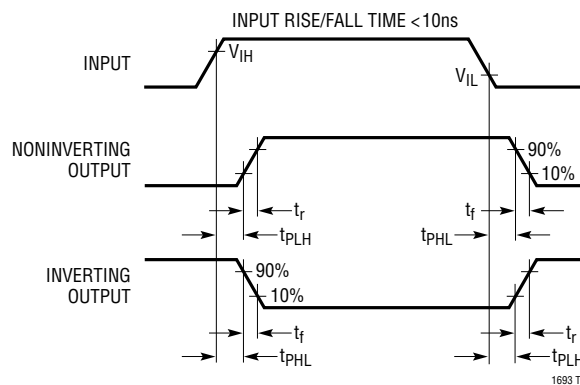 INPUT RISE/FALL TIME <10ns
INPUT
VIH
VIL
NONINVERTING
OUTPUT
90%
10%
tr
tf
tPLH
tPHL
INVERTING
OUTPUT
90%
10%
tf
tr
tPHL
tPLH
1693 T